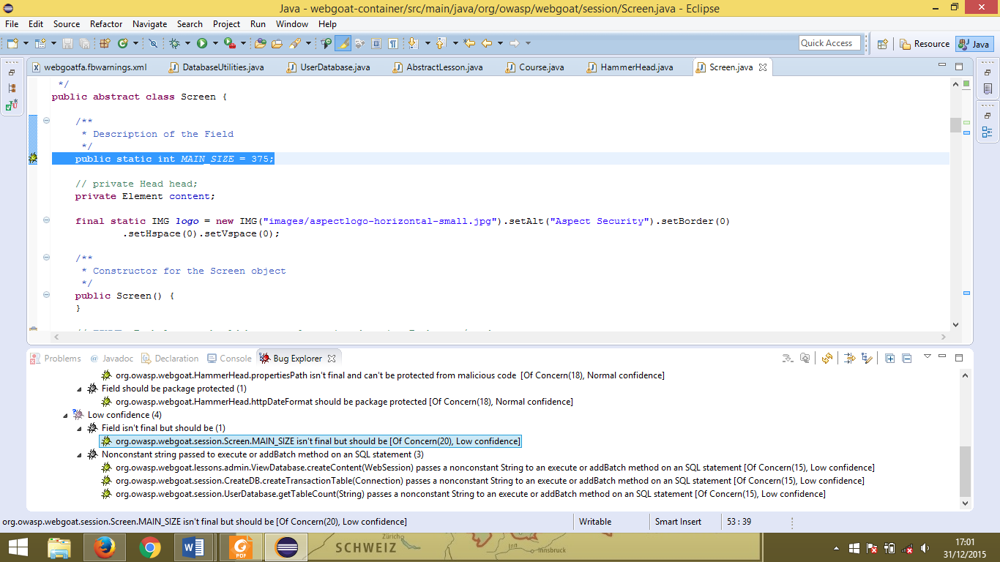 Java - webgoat-container/src/main/java/org/owasp/webgoat/session/Screen.java - Eclipse
File Edit Source Refactor Navigate Search Project Run Window Help
Quick Access Resource Java
webgoatfa.fbwarnings.xml DatabaseUtilities.java UserDatabase.java AbstractLesson.java Course.java HammerHead.java Screen.java
*/
public abstract class Screen {
/**
* Description of the Field
*/
public static int MAIN_SIZE = 375;
// private Head head;
private Element content;
final static IMG logo = new IMG("images/aspectlogo-horizontal-small.jpg").setAlt("Aspect Security").setBorder(0)
.setHspace(0).setVspace(0);
/**
* Constructor for the Screen object
*/
public Screen() {
}
Problems @ Javadoc Declaration Console Bug Explorer
org.owasp.webgoat.HammerHead.propertiesPath isn't final and can't be protected from malicious code [Of Concern(18), Normal confidence]
Field should be package protected (1)
org.owasp.webgoat.HammerHead.httpDateFormat should be package protected [Of Concern(18), Normal confidence]
Low confidence (4)
Field isn't final but should be (1)
org.owasp.webgoat.session.Screen.MAIN_SIZE isn't final but should be [Of Concern(20), Low confidence]
Nonconstant string passed to execute or addBatch method on an SQL statement (3)
org.owasp.webgoat.lessons.admin.ViewDatabase.createContent(WebSession) passes a nonconstant String to an execute or addBatch method on an SQL statement [Of Concern(15), Low confidence]
org.owasp.webgoat.session.CreateDB.createTransactionTable(Connection) passes a nonconstant String to an execute or addBatch method on an SQL statement [Of Concern(15), Low confidence]
org.owasp.webgoat.session.UserDatabase.getTableCount(String) passes a nonconstant String to an execute or addBatch method on an SQL statement [Of Concern(15), Low confidence]
org.owasp.webgoat.session.Screen.MAIN_SIZE isn't final but should be [Of Concern(20), Low confidence] Writable Smart Insert 53 : 39
Zürich
SCHWEIZ
Inn Innsbruck
PDF
17:01
31/12/2015